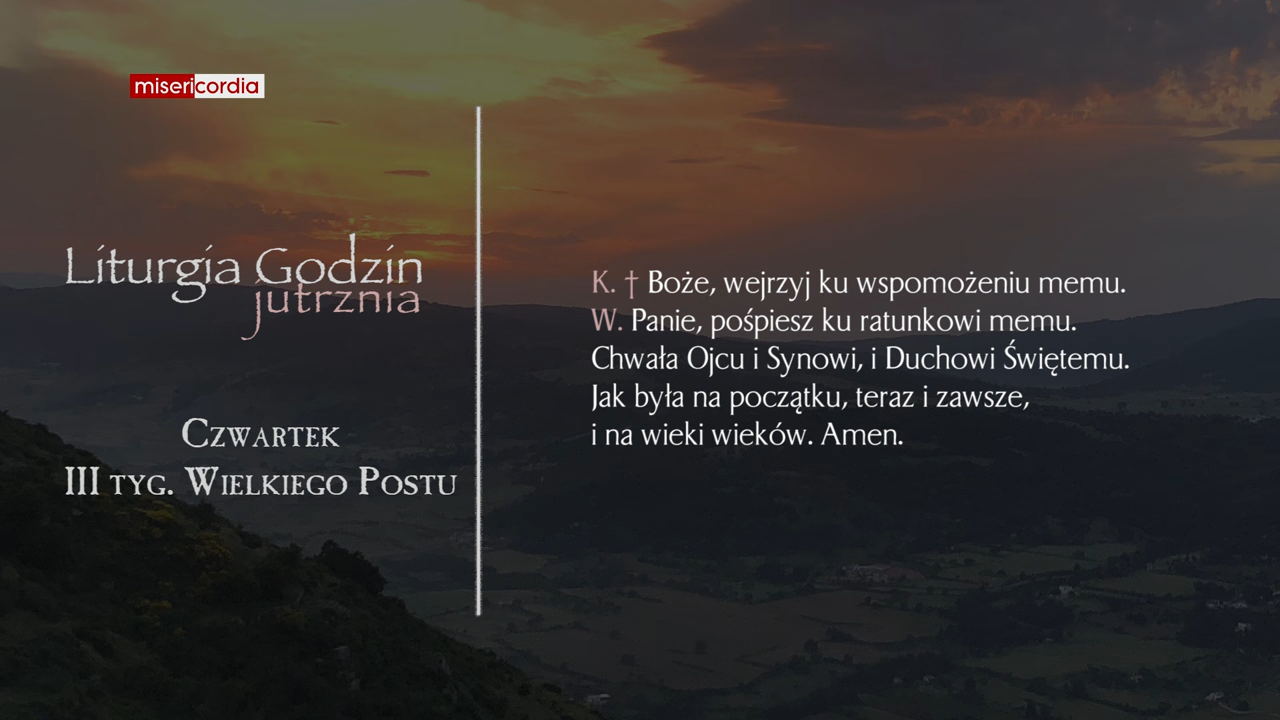 misericordia
Liturgia Godzin
jutrznia
Czwartek
III tyg. Wielkiego Postu
K. † Boże, wejrzyj ku wspomożeniu memu.
W. Panie, pośpiesz ku ratunkowi memu.
Chwała Ojcu i Synowi, i Duchowi Świętemu.
Jak była na początku, teraz i zawsze,
i na wieki wieków. Amen.